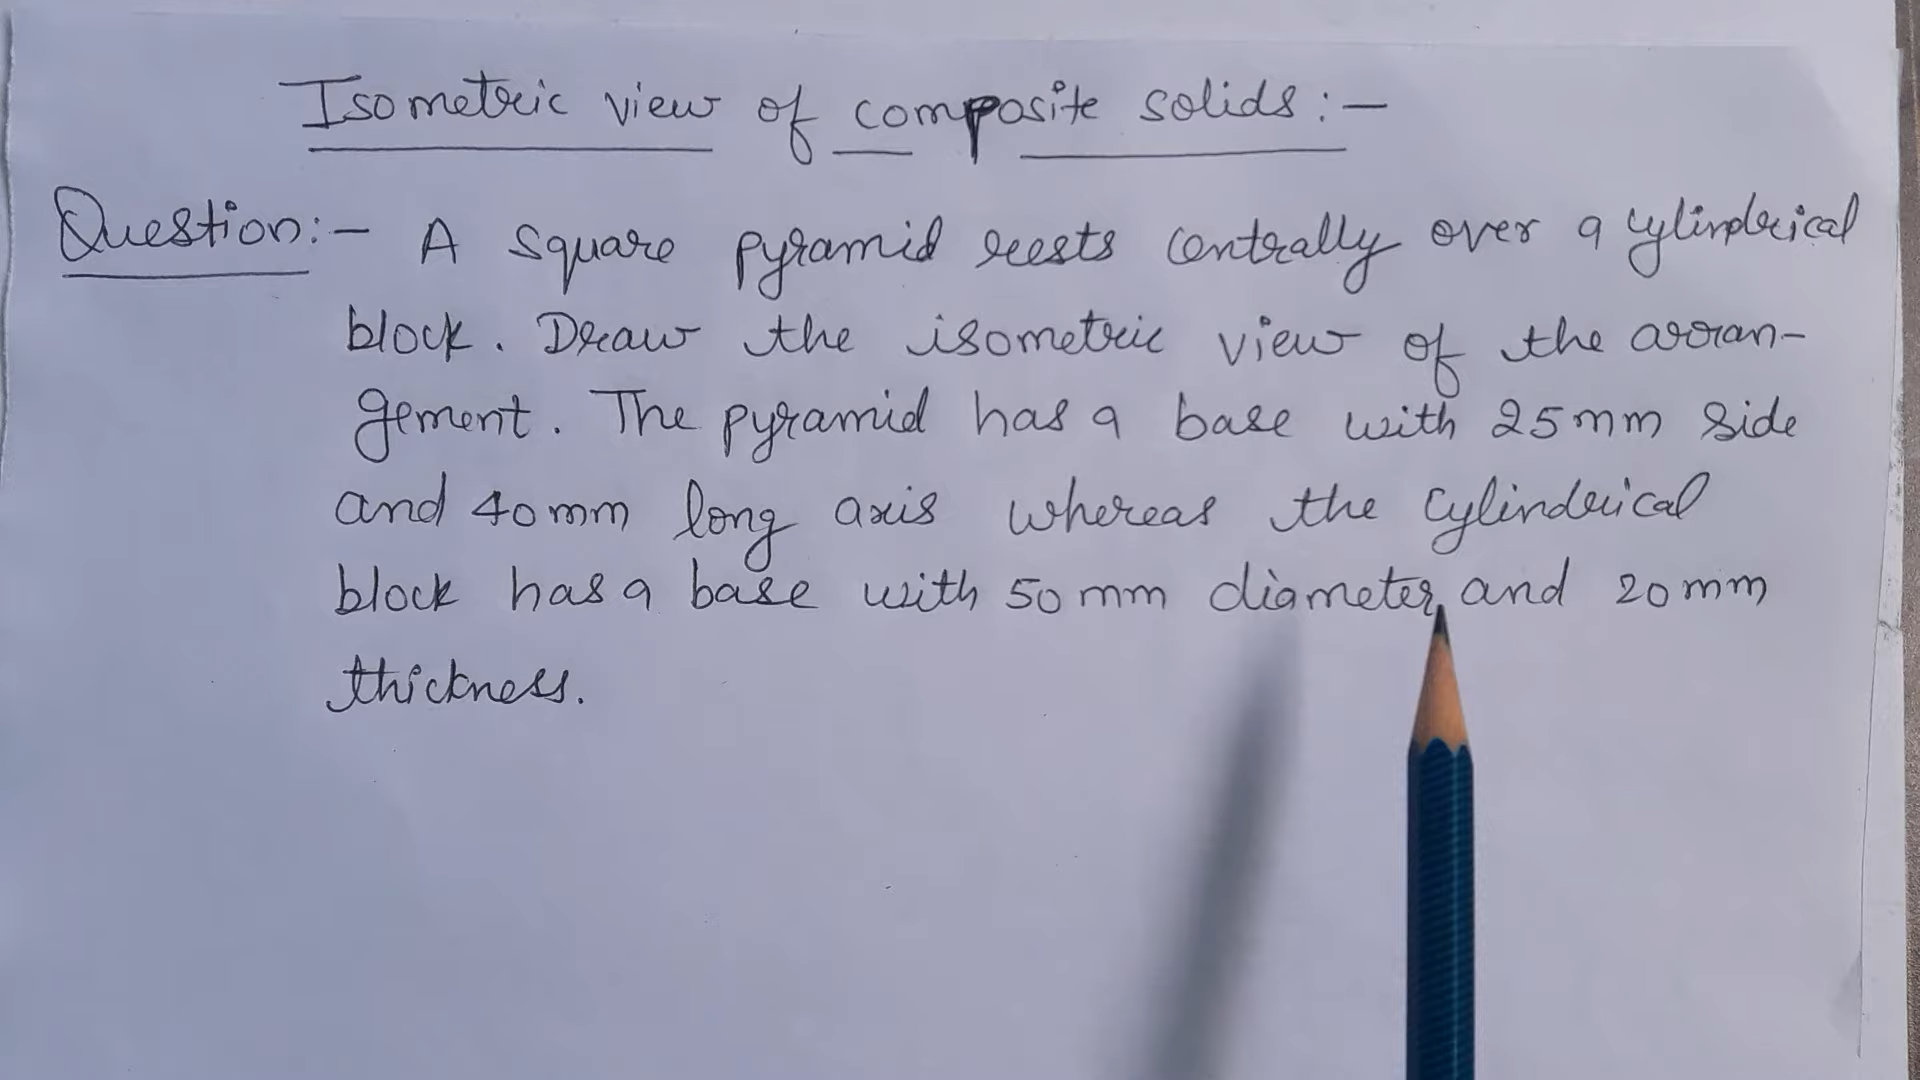 Isometric view of composite solids:-
Question:- A square pyramid rests centrally over a cylindrical
block. Draw the isometric view of the arran-
gement. The pyramid has a base with 25mm side
and 40mm long axis whereas the cylinderical
block has a base with 50mm diameter and 20mm
thickness.